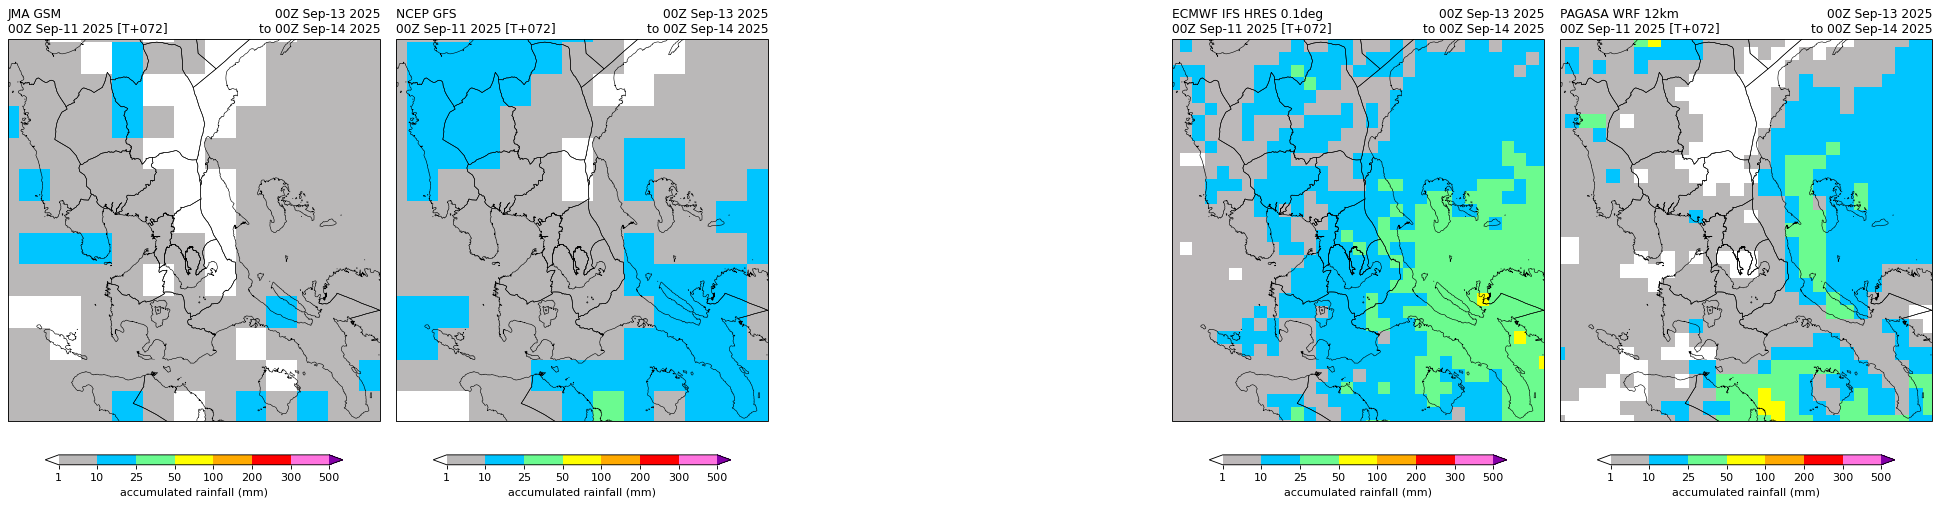 JMA GSM
00Z Sep-13 2025
00Z Sep-11 2025 [T+072]
to 00Z Sep-14 2025
NCEP GFS
00Z Sep-13 2025
00Z Sep-11 2025 [T+072]
to 00Z Sep-14 2025
ECMWF IFS HRES 0.1deg
00Z Sep-13 2025
00Z Sep-11 2025 [T+072]
to 00Z Sep-14 2025
PAGASA WRF 12km
00Z Sep-13 2025
00Z Sep-11 2025 [T+072]
to 00Z Sep-14 2025
1 10 25 50 100 200 300 500
accumulated rainfall (mm)
1 10 25 50 100 200 300 500
accumulated rainfall (mm)
1 10 25 50 100 200 300 500
accumulated rainfall (mm)
1 10 25 50 100 200 300 500
accumulated rainfall (mm)